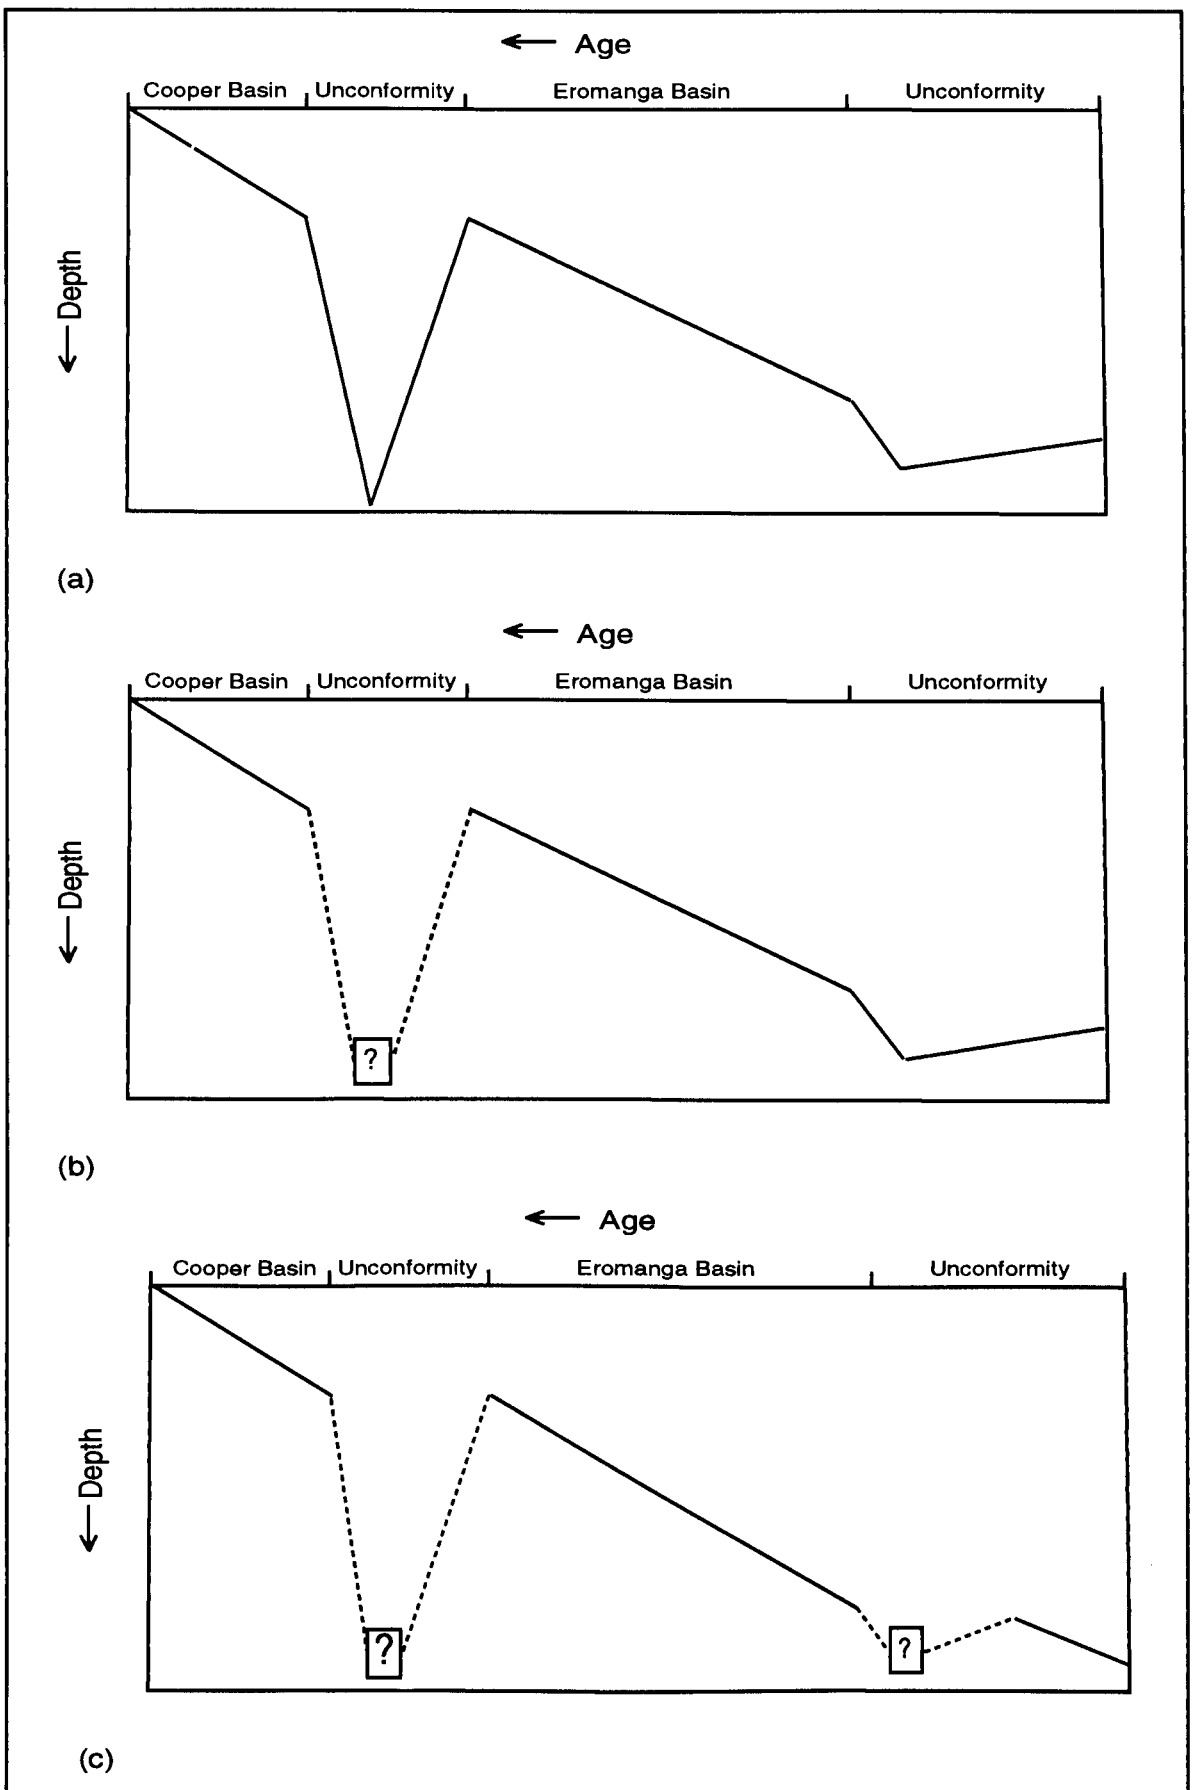 ← Age
Cooper Basin Unconformity Eromanga Basin Unconformity
← Depth
(a)
← Age
Cooper Basin Unconformity Eromanga Basin Unconformity
← Depth
?
(b)
← Age
Cooper Basin Unconformity Eromanga Basin Unconformity
← Depth
? ?
(c)